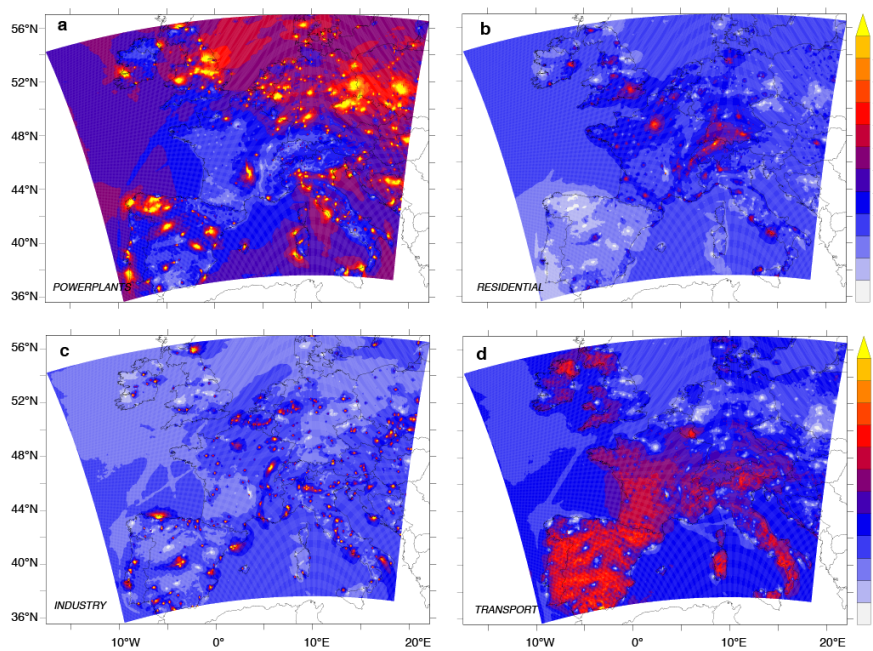 56°N
52°N
48°N
44°N
40°N
36°N
a
POWERPLANTS
b
RESIDENTIAL
56°N
52°N
48°N
44°N
40°N
36°N
c
INDUSTRY
d
TRANSPORT
10°W
0°
10°E
20°E
10°W
0°
10°E
20°E